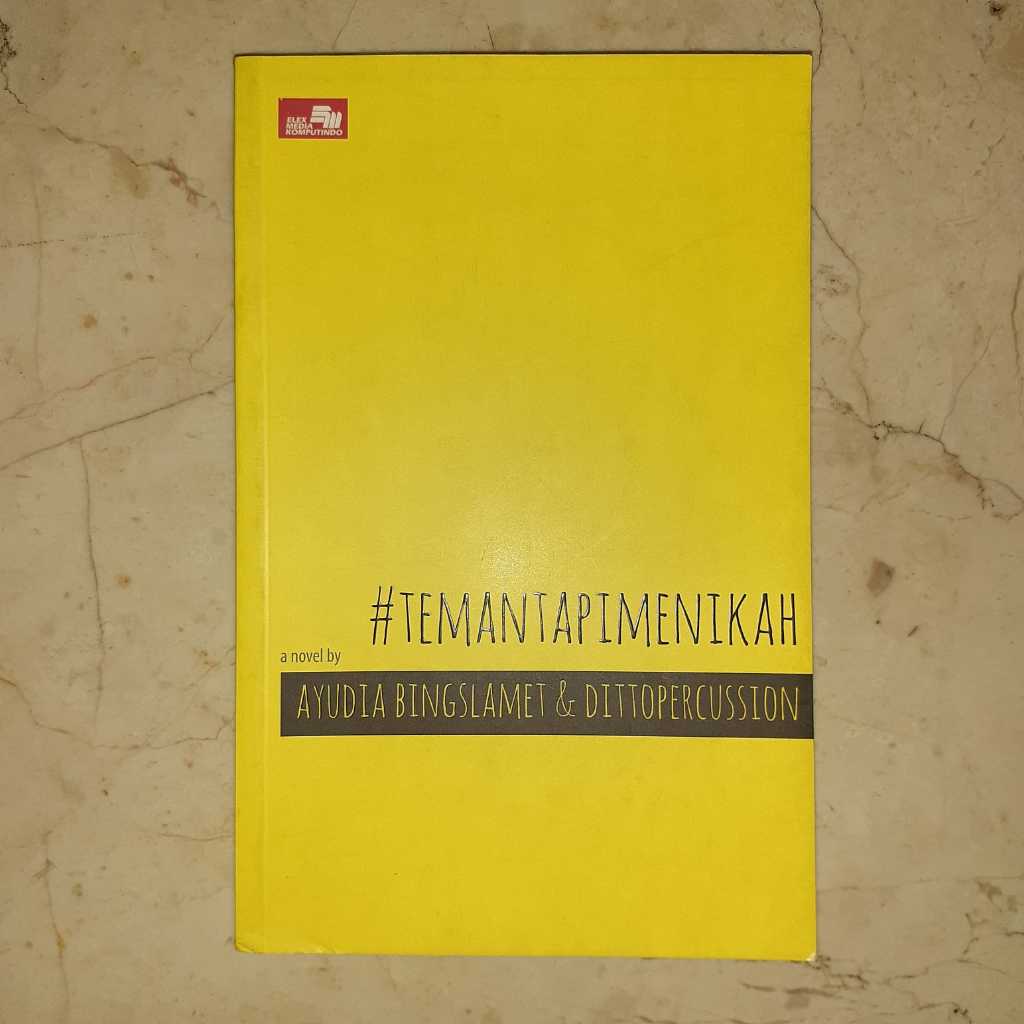 ELEX
MEDIA
KOMPUTINDO
#TEMANTAPIMENIKAH
a novel by
AYUDIA BINGSLAMET & DITTOPERCUSSION